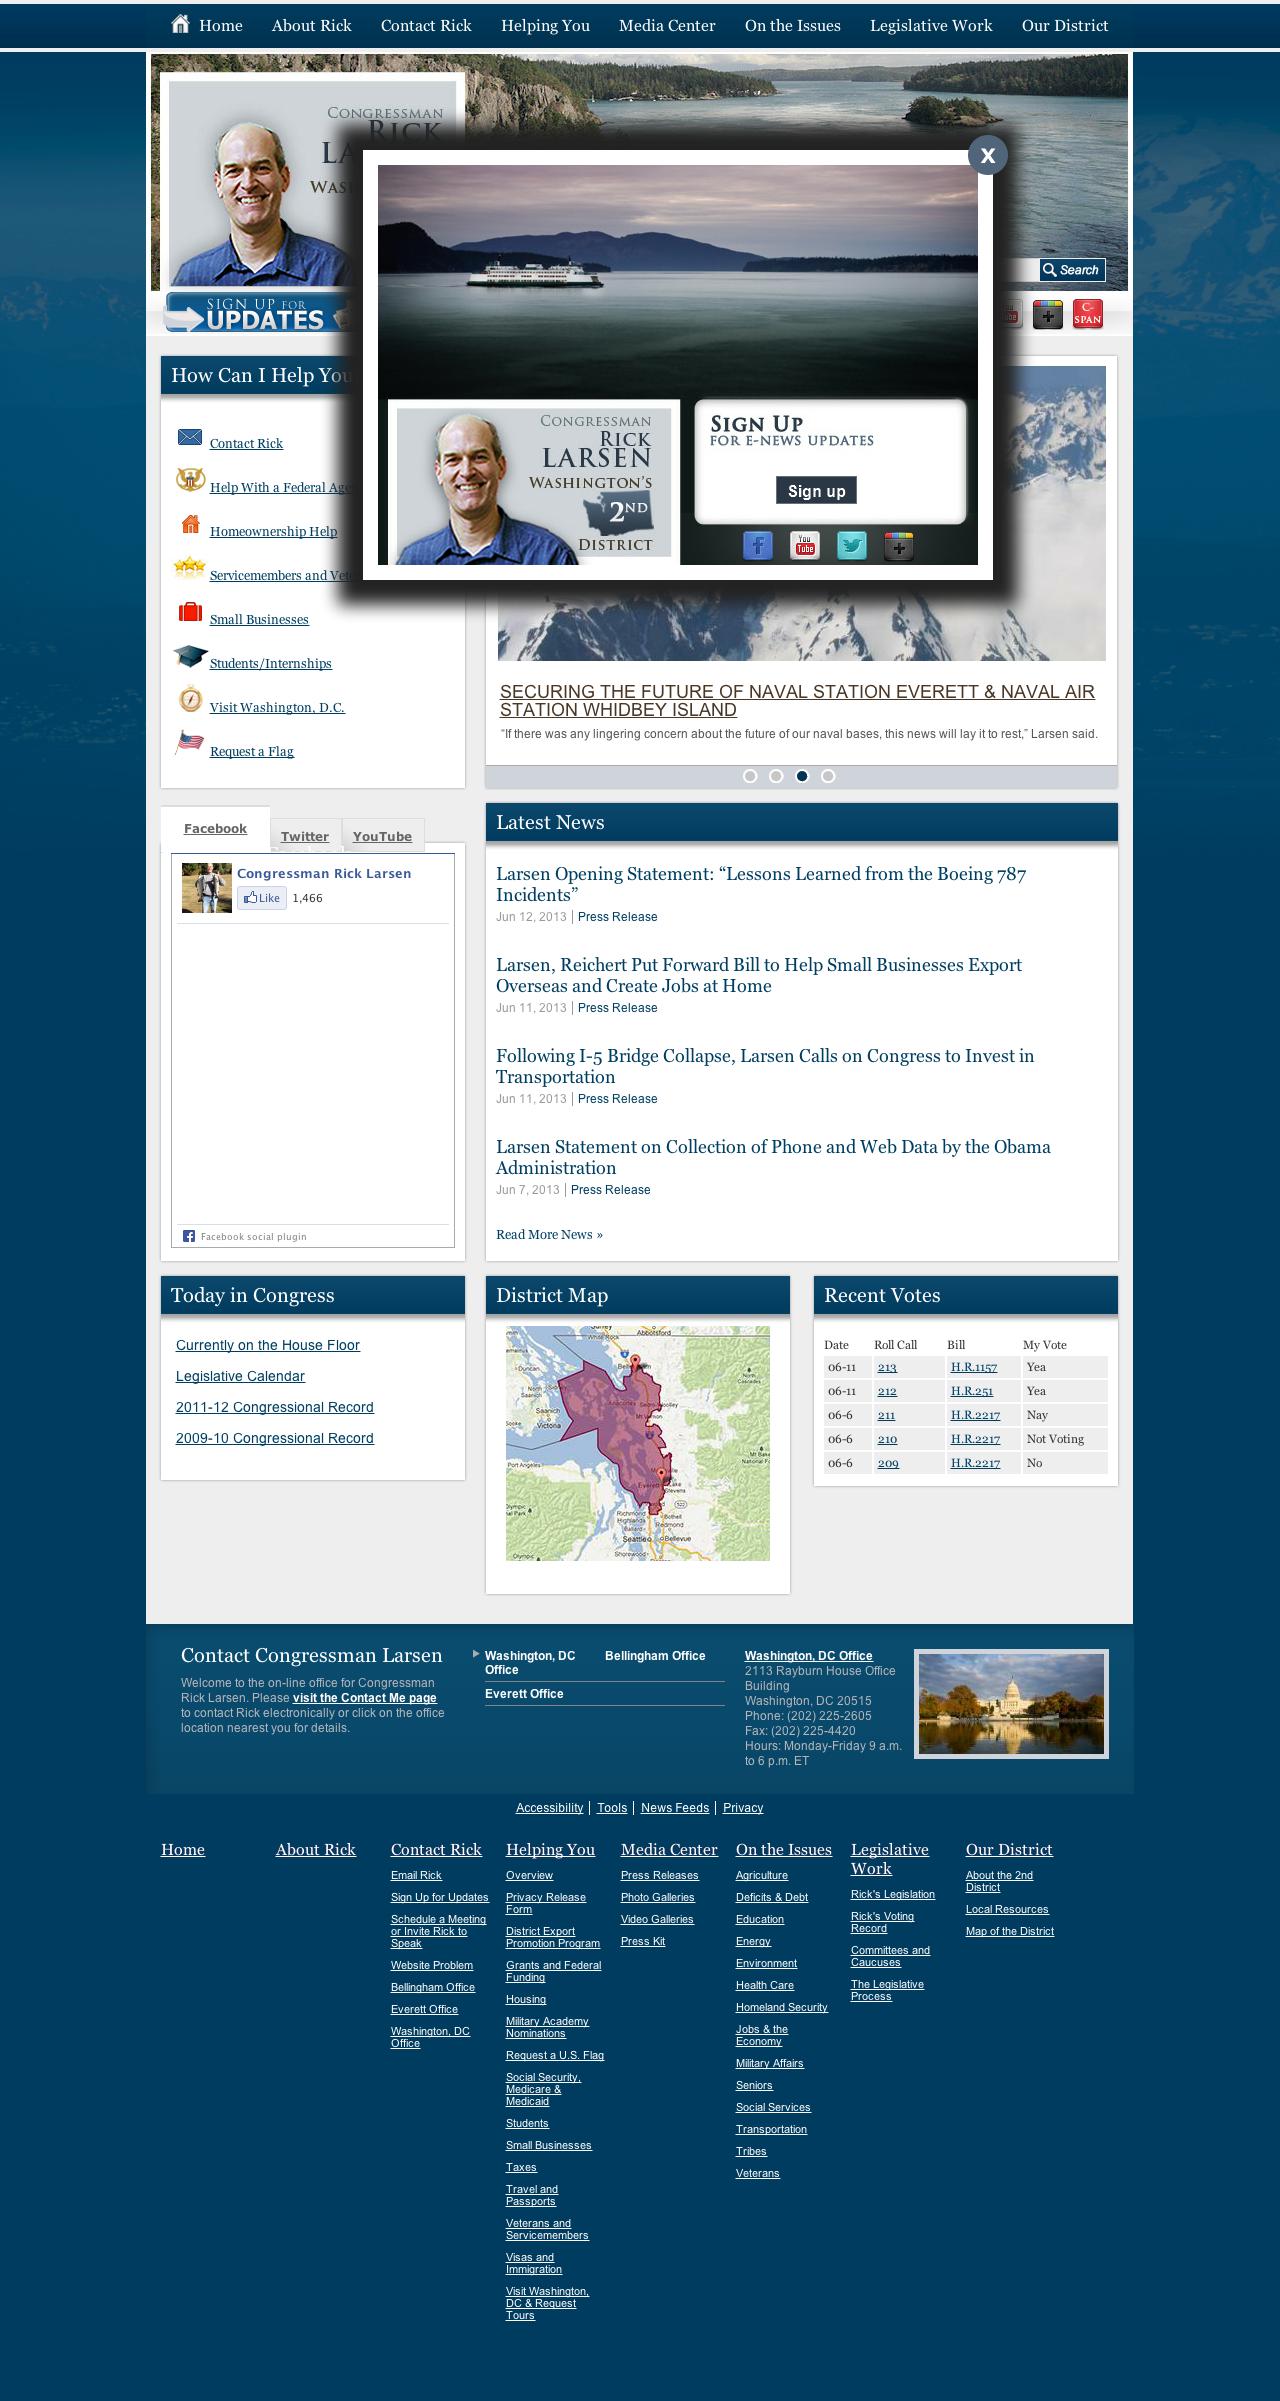 Home About Rick Contact Rick Helping You Media Center On the Issues Legislative Work Our District
CONGRESSMAN
RICK
LA
WAS
SIGN UP FOR
UPDATES
Search
C-
SPAN
X
CONGRESSMAN
RICK
LARSEN
WASHINGTON'S
2ND
DISTRICT
SIGN UP
FOR E-NEWS UPDATES
Sign up
You
Tube
How Can I Help You
Contact Rick
Help With a Federal Age
Homeownership Help
Servicemembers and Vete
Small Businesses
Students/Internships
Visit Washington, D.C.
Request a Flag
SECURING THE FUTURE OF NAVAL STATION EVERETT & NAVAL AIR
STATION WHIDBEY ISLAND
“If there was any lingering concern about the future of our naval bases, this news will lay it to rest,” Larsen said.
Facebook Twitter YouTube
Congressman Rick Larsen
Like 1,466
Facebook social plugin
Latest News
Larsen Opening Statement: “Lessons Learned from the Boeing 787
Incidents”
Jun 12, 2013 | Press Release
Larsen, Reichert Put Forward Bill to Help Small Businesses Export
Overseas and Create Jobs at Home
Jun 11, 2013 | Press Release
Following I-5 Bridge Collapse, Larsen Calls on Congress to Invest in
Transportation
Jun 11, 2013 | Press Release
Larsen Statement on Collection of Phone and Web Data by the Obama
Administration
Jun 7, 2013 | Press Release
Read More News »
Today in Congress
Currently on the House Floor
Legislative Calendar
2011-12 Congressional Record
2009-10 Congressional Record
District Map
Abbotsford
Duncan
Saanich
Victoria
Port Angeles
Everett
Richmond
Highlands
Bothell
Redmond
Seattle
Bellevue
Shorewood
Recent Votes
Date Roll Call Bill My Vote
06-11 213 H.R.1157 Yea
06-11 212 H.R.251 Yea
06-6 211 H.R.2217 Nay
06-6 210 H.R.2217 Not Voting
06-6 209 H.R.2217 No
Contact Congressman Larsen
Welcome to the on-line office for Congressman
Rick Larsen. Please visit the Contact Me page
to contact Rick electronically or click on the office
location nearest you for details.
Washington, DC
Office
Bellingham Office
Everett Office
Washington, DC Office
2113 Rayburn House Office
Building
Washington, DC 20515
Phone: (202) 225-2605
Fax: (202) 225-4420
Hours: Monday-Friday 9 a.m.
to 6 p.m. ET
Accessibility | Tools | News Feeds | Privacy
Home
About Rick
Contact Rick
Email Rick
Sign Up for Updates
Schedule a Meeting
or Invite Rick to
Speak
Website Problem
Bellingham Office
Everett Office
Washington, DC
Office
Helping You
Overview
Privacy Release
Form
District Export
Promotion Program
Grants and Federal
Funding
Housing
Military Academy
Nominations
Request a U.S. Flag
Social Security,
Medicare &
Medicaid
Students
Small Businesses
Taxes
Travel and
Passports
Veterans and
Servicemembers
Visas and
Immigration
Visit Washington,
DC & Request
Tours
Media Center
Press Releases
Photo Galleries
Video Galleries
Press Kit
On the Issues
Agriculture
Deficits & Debt
Education
Energy
Environment
Health Care
Homeland Security
Jobs & the
Economy
Military Affairs
Seniors
Social Services
Transportation
Tribes
Veterans
Legislative
Work
Rick's Legislation
Rick's Voting
Record
Committees and
Caucuses
The Legislative
Process
Our District
About the 2nd
District
Local Resources
Map of the District